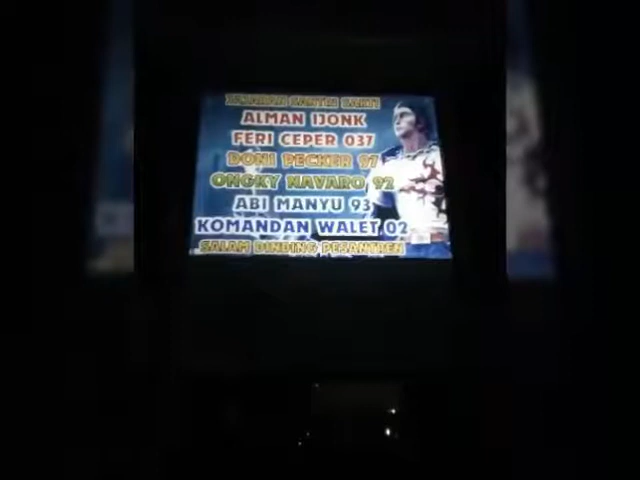 ALMAN IJONK
FERI CEPER 037
DONI PECKER 97
ONGKY NAVARO 92
ABI MANYU 93
KOMANDAN WALET 02
SALAM DINDING PESANTREN